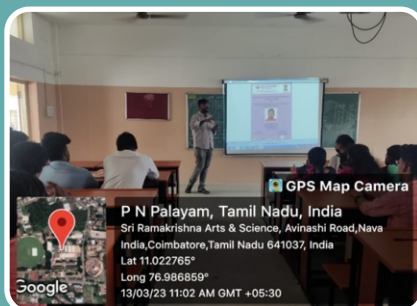 GPS Map Camera
P N Palayam, Tamil Nadu, India
Sri Ramakrishna Arts & Science, Avinashi Road,Nava
India,Coimbatore,Tamil Nadu 641037, India
Lat 11.022765°
Long 76.986859°
13/03/23 11:02 AM GMT +05:30
Google